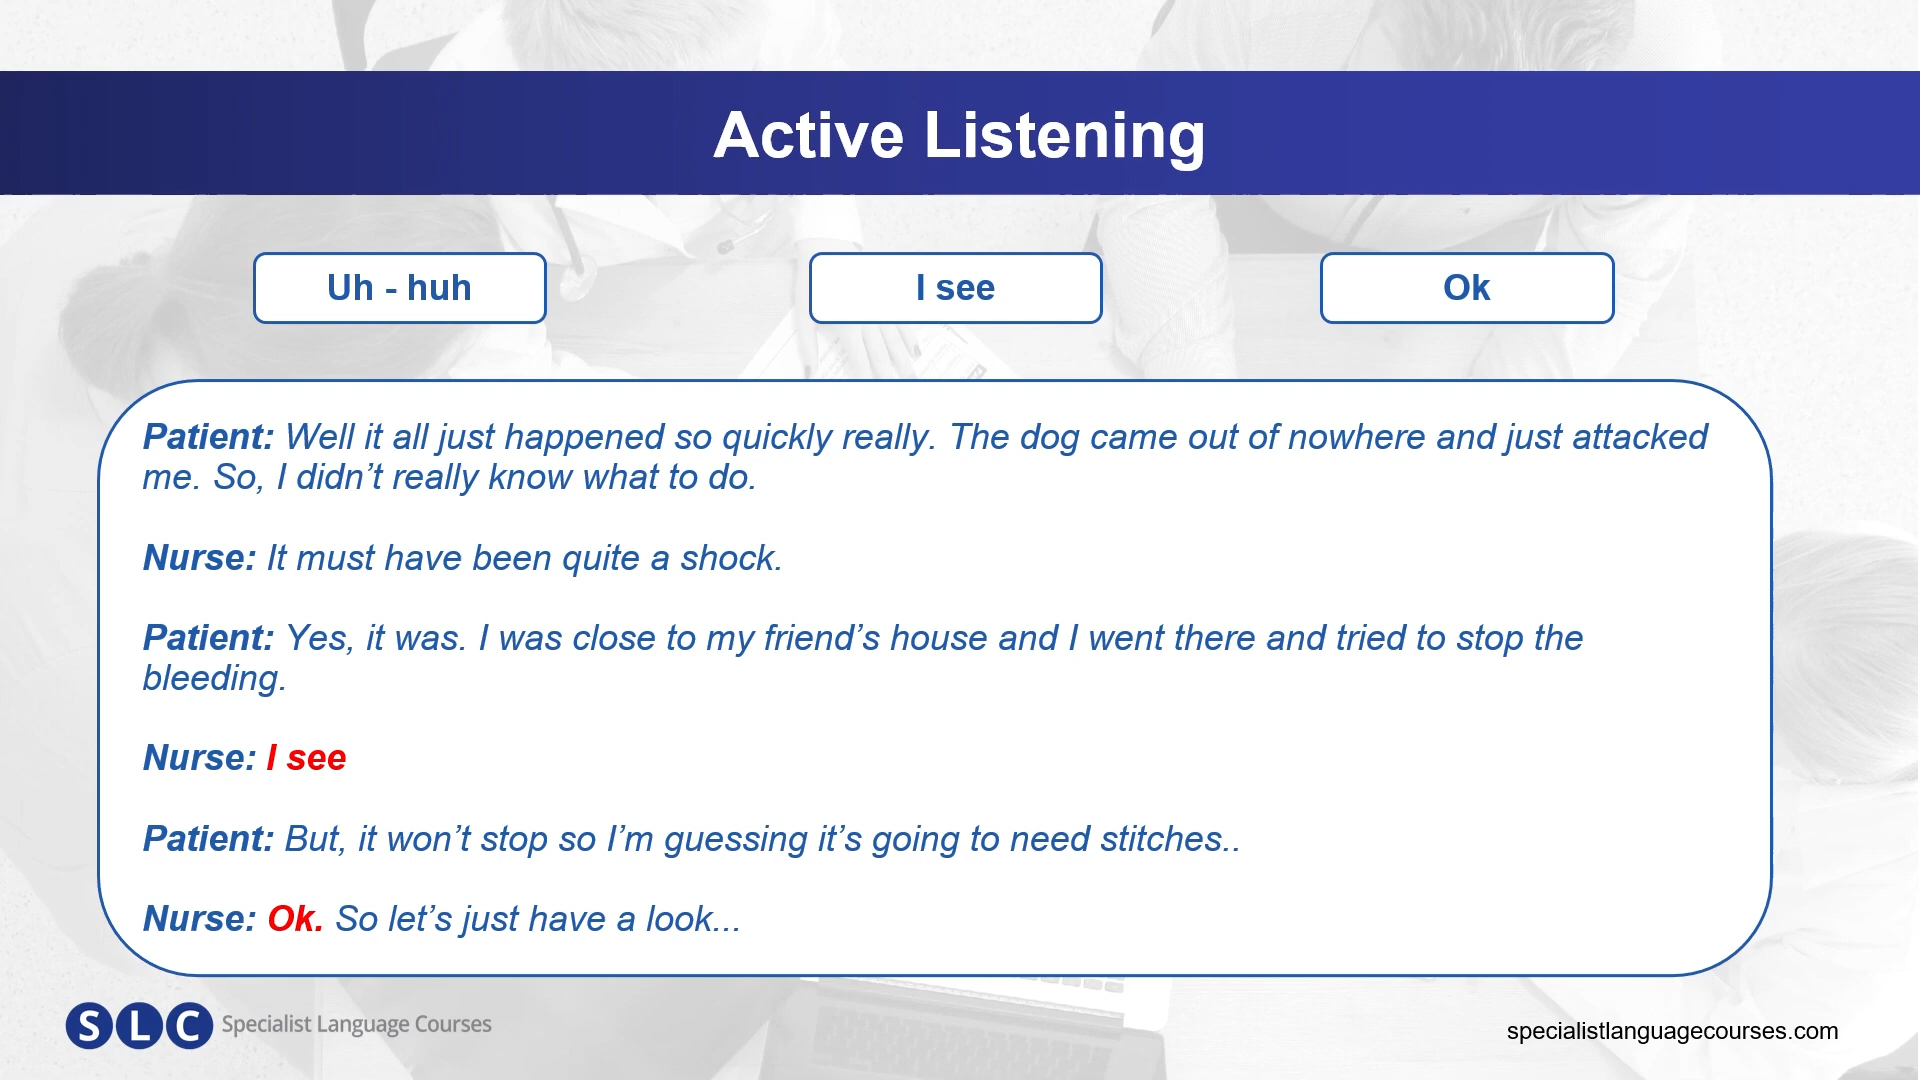 Active Listening
Uh - huh
I see
Ok
Patient: Well it all just happened so quickly really. The dog came out of nowhere and just attacked
me. So, I didn’t really know what to do.
Nurse: It must have been quite a shock.
Patient: Yes, it was. I was close to my friend’s house and I went there and tried to stop the
bleeding.
Nurse: I see
Patient: But, it won’t stop so I’m guessing it’s going to need stitches..
Nurse: Ok. So let’s just have a look...
SLC Specialist Language Courses
specialistlanguagecourses.com